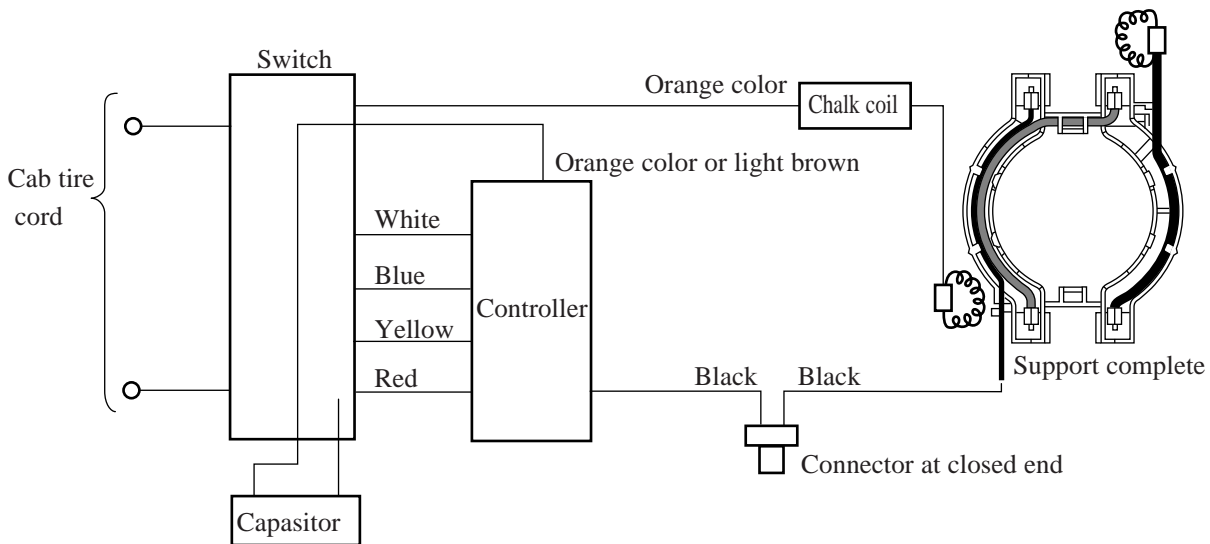 Switch
Orange color
Chalk coil
Orange color or light brown
Cab tire
cord
White
Blue
Controller
Yellow
Red
Black
Black
Support complete
Connector at closed end
Capasitor